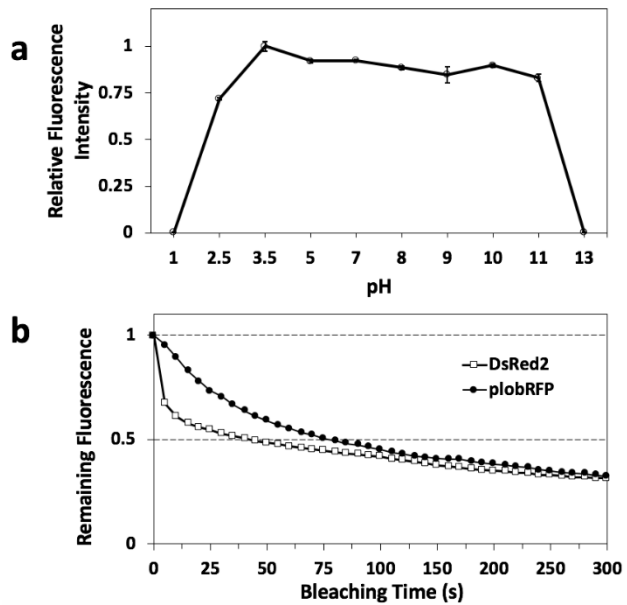 a
Relative Fluorescence
Intensity
1
0.75
0.5
0.25
0
1 2.5 3.5 5 7 8 9 10 11 13
pH
b
Remaining Fluorescence
1
0.5
0
DsRed2
plobRFP
0 25 50 75 100 150 200 250 300
Bleaching Time (s)